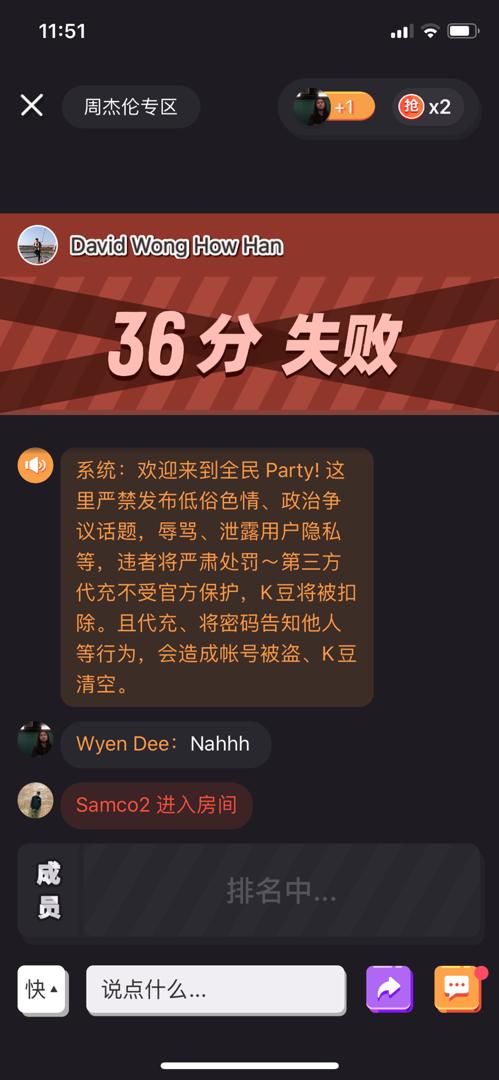 11:51
周杰伦专区
+1
抢 x2
David Wong How Han
36分 失败
系统：欢迎来到全民 Party! 这
里严禁发布低俗色情、政治争
议话题，辱骂、泄露用户隐私
等，违者将严肃处罚～第三方
代充不受官方保护，K豆将被扣
除。且代充、将密码告知他人
等行为，会造成帐号被盗、K豆
清空。
Wyen Dee：Nahhh
Samco2 进入房间
成员
排名中...
快
说点什么...